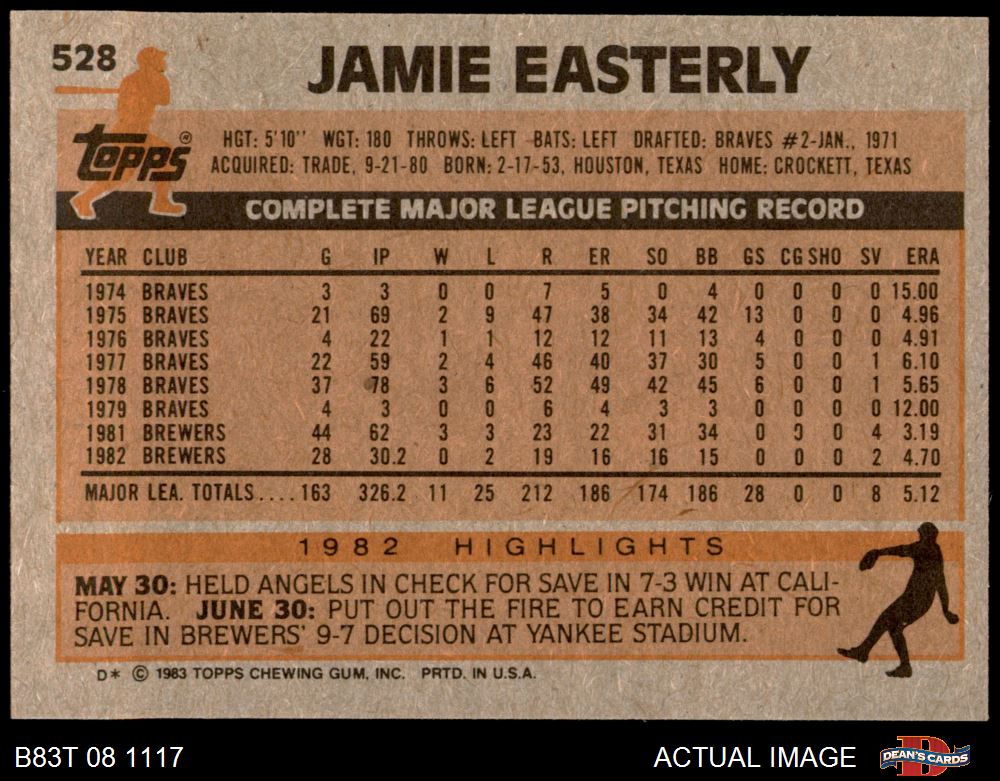 528 JAMIE EASTERLY
TOPPS®
HGT: 5'10'' WGT: 180 THROWS: LEFT BATS: LEFT DRAFTED: BRAVES #2-JAN., 1971
ACQUIRED: TRADE, 9-21-80 BORN: 2-17-53, HOUSTON, TEXAS HOME: CROCKETT, TEXAS
COMPLETE MAJOR LEAGUE PITCHING RECORD
YEAR CLUB G IP W L R ER SO BB GS CG SHO SV ERA
1974 BRAVES 3 3 0 0 7 5 0 4 0 0 0 0 15.00
1975 BRAVES 21 69 2 9 47 38 34 42 13 0 0 0 4.96
1976 BRAVES 4 22 1 1 12 12 11 13 4 0 0 0 4.91
1977 BRAVES 22 59 2 4 46 40 37 30 5 0 0 1 6.10
1978 BRAVES 37 78 3 6 52 49 42 45 6 0 0 1 5.65
1979 BRAVES 4 3 0 0 6 4 3 3 0 0 0 0 12.00
1981 BREWERS 44 62 3 3 23 22 31 34 0 0 0 4 3.19
1982 BREWERS 28 30.2 0 2 19 16 16 15 0 0 0 2 4.70
MAJOR LEA. TOTALS.... 163 326.2 11 25 212 186 174 186 28 0 0 8 5.12
1982 HIGHLIGHTS
MAY 30: HELD ANGELS IN CHECK FOR SAVE IN 7-3 WIN AT CALI-
FORNIA. JUNE 30: PUT OUT THE FIRE TO EARN CREDIT FOR
SAVE IN BREWERS' 9-7 DECISION AT YANKEE STADIUM.
D* © 1983 TOPPS CHEWING GUM, INC. PRTD. IN U.S.A.
B83T 08 1117 ACTUAL IMAGE DEAN'S CARDS